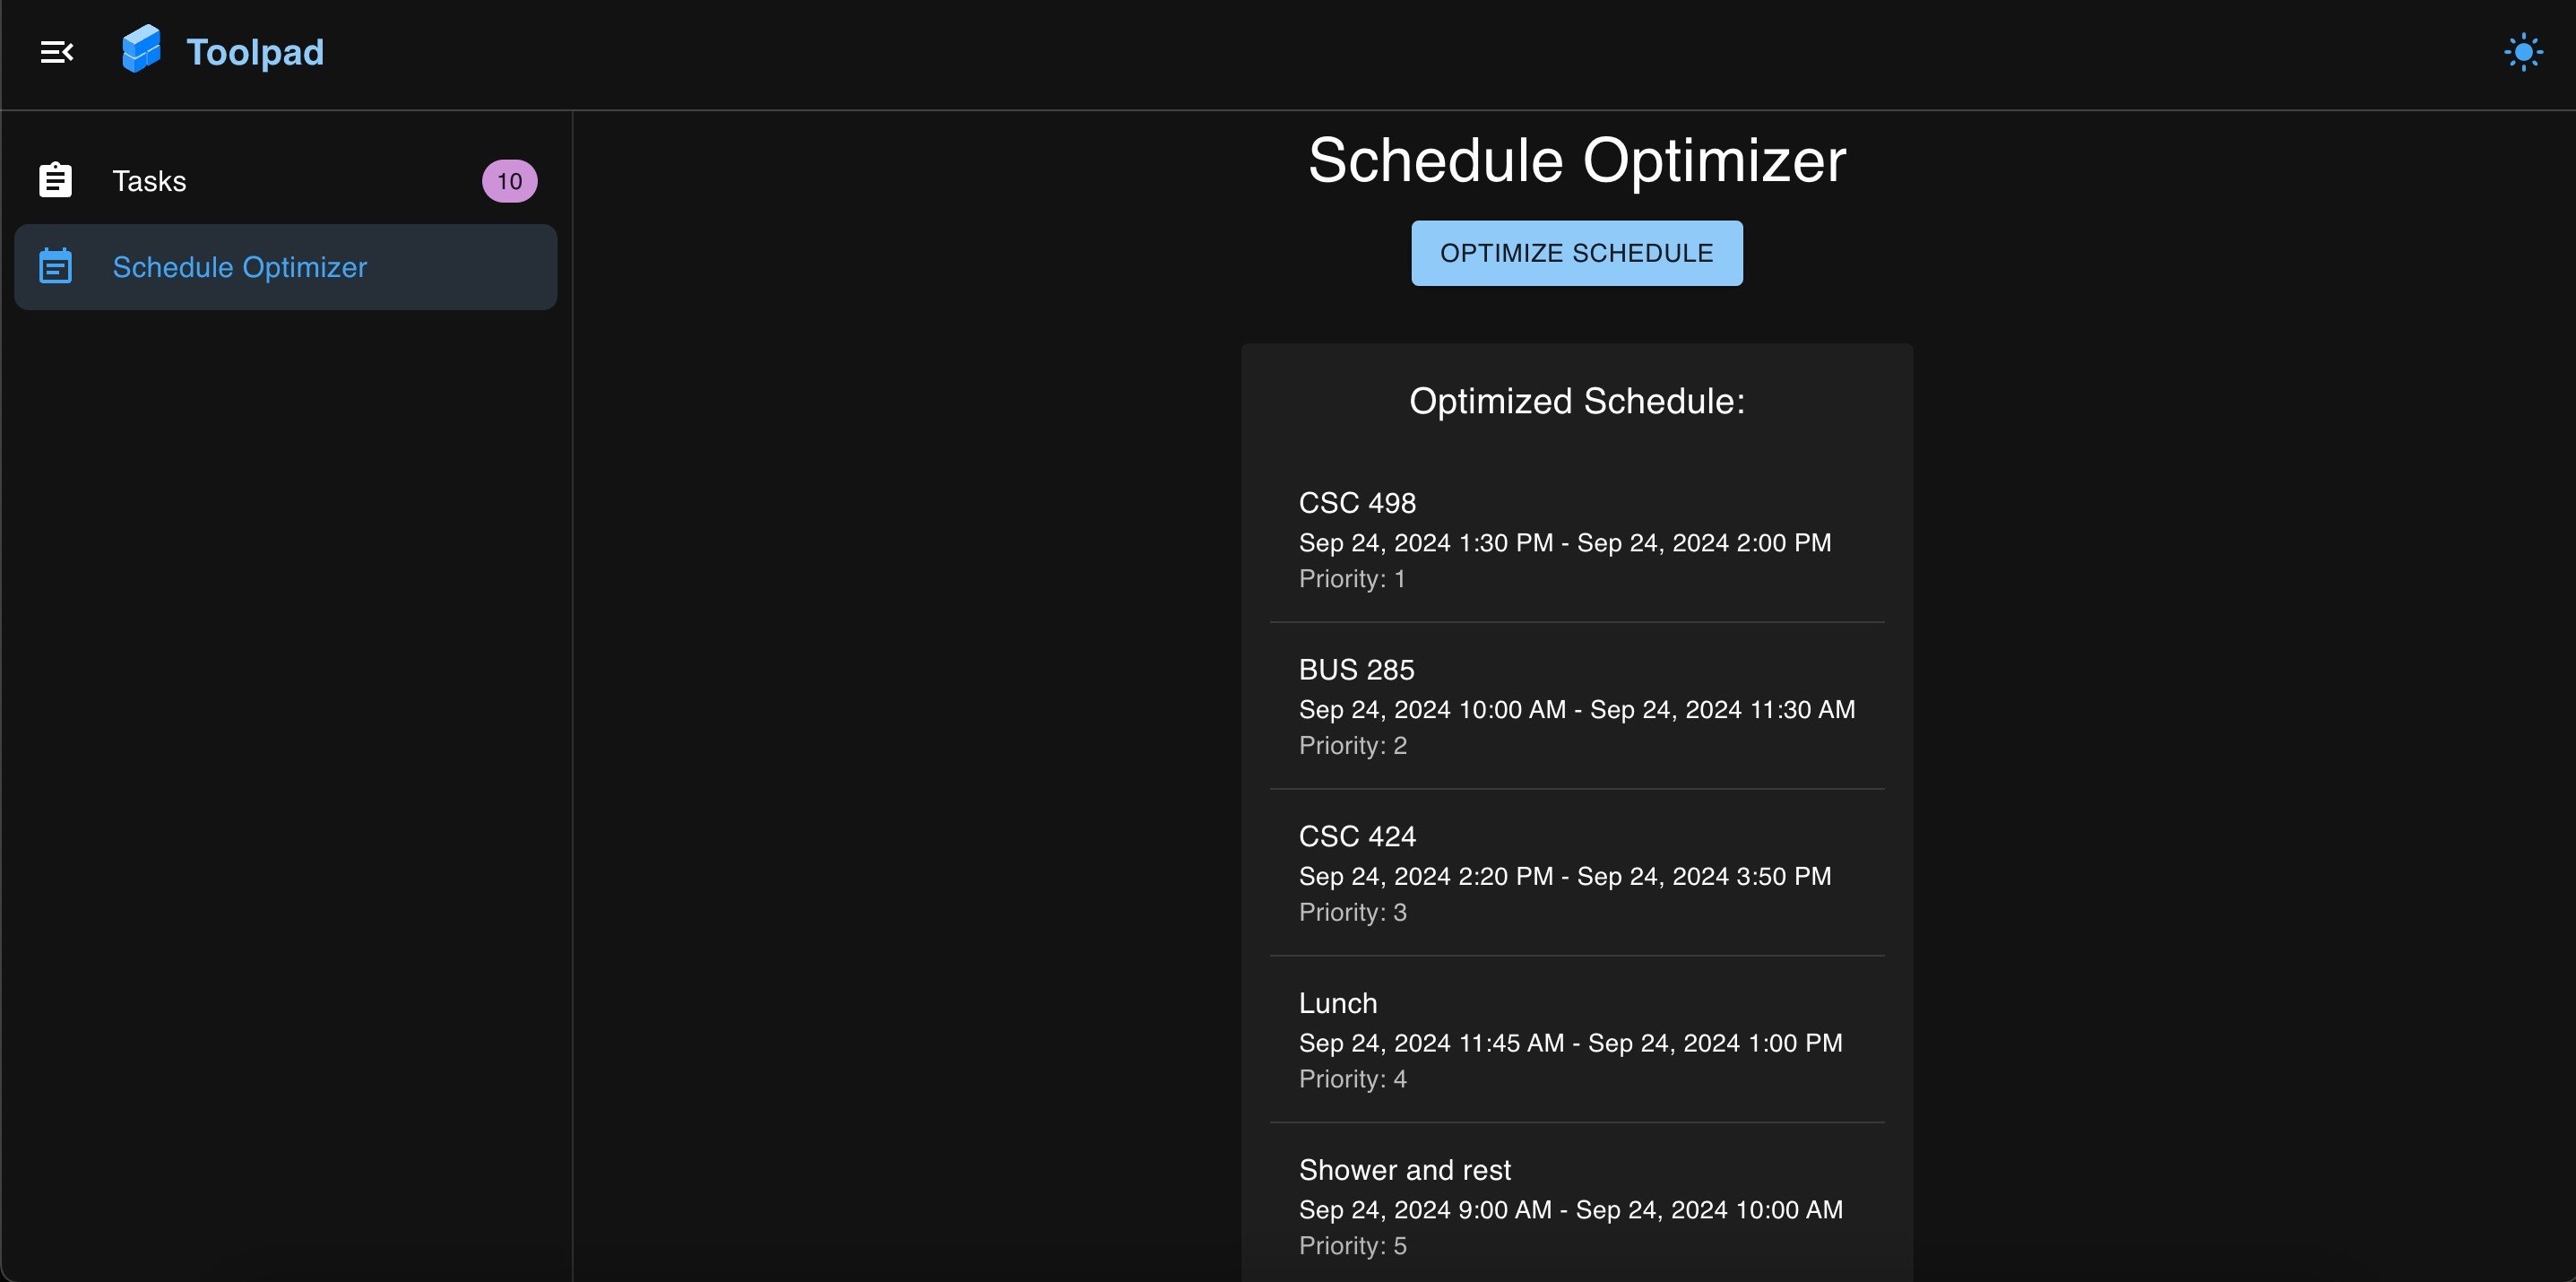 Toolpad
Tasks
10
Schedule Optimizer
Schedule Optimizer
OPTIMIZE SCHEDULE
Optimized Schedule:
CSC 498
Sep 24, 2024 1:30 PM - Sep 24, 2024 2:00 PM
Priority: 1
BUS 285
Sep 24, 2024 10:00 AM - Sep 24, 2024 11:30 AM
Priority: 2
CSC 424
Sep 24, 2024 2:20 PM - Sep 24, 2024 3:50 PM
Priority: 3
Lunch
Sep 24, 2024 11:45 AM - Sep 24, 2024 1:00 PM
Priority: 4
Shower and rest
Sep 24, 2024 9:00 AM - Sep 24, 2024 10:00 AM
Priority: 5